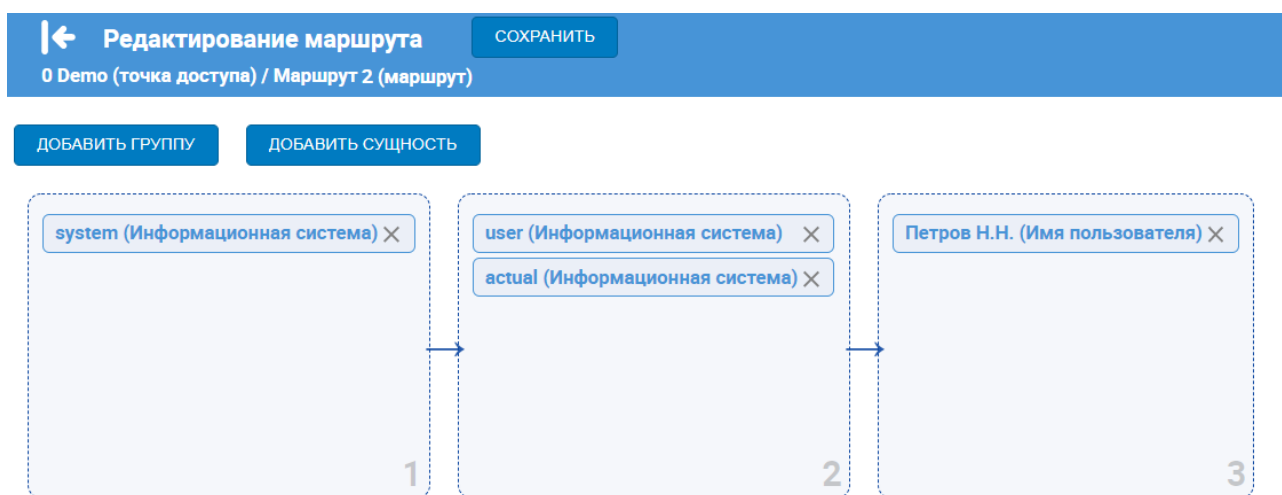 Редактирование маршрута
СОХРАНИТЬ
0 Demo (точка доступа) / Маршрут 2 (маршрут)
ДОБАВИТЬ ГРУППУ
ДОБАВИТЬ СУЩНОСТЬ
system (Информационная система)
1
user (Информационная система)
actual (Информационная система)
2
Петров Н.Н. (Имя пользователя)
3